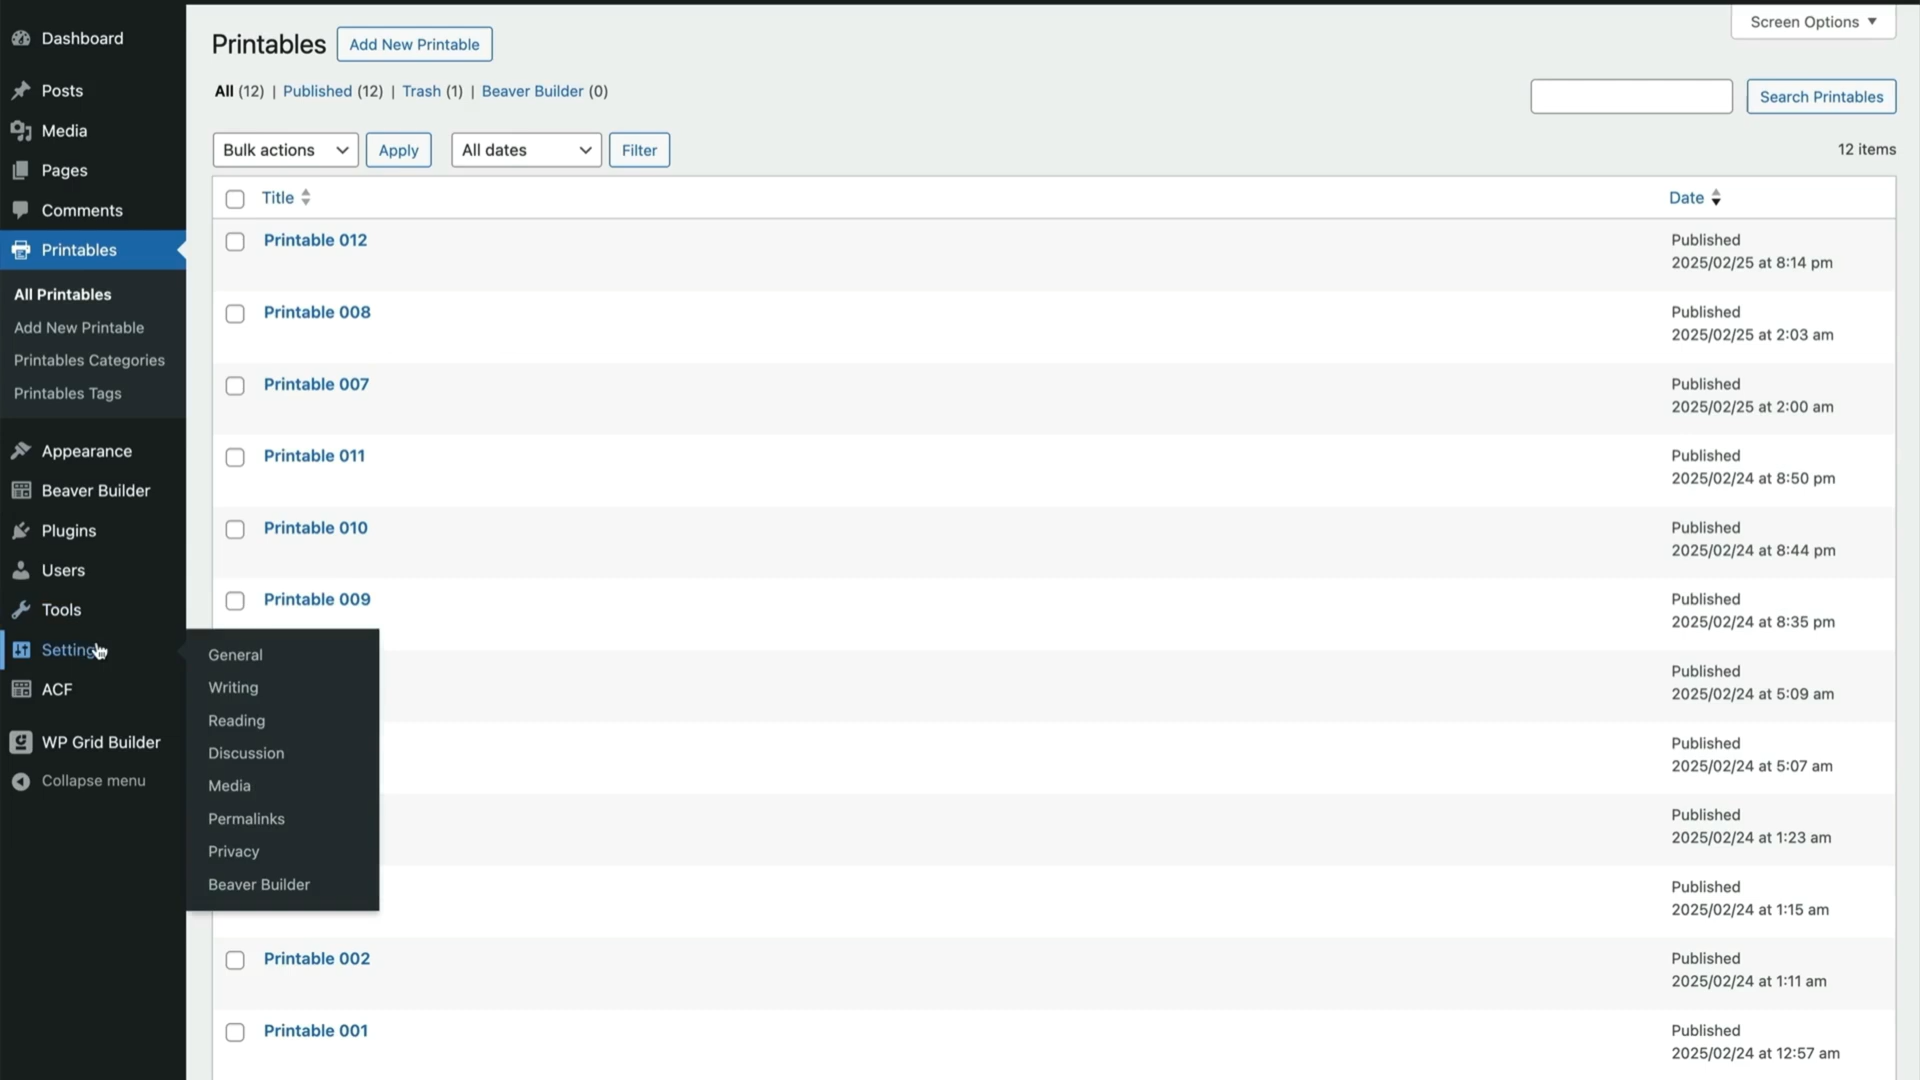 Dashboard
Posts
Media
Pages
Comments
Printables
All Printables
Add New Printable
Printables Categories
Printables Tags
Appearance
Beaver Builder
Plugins
Users
Tools
Settings
ACF
WP Grid Builder
Collapse menu
General
Writing
Reading
Discussion
Media
Permalinks
Privacy
Beaver Builder
Screen Options
Printables Add New Printable
All (12) | Published (12) | Trash (1) | Beaver Builder (0)
Search Printables
Bulk actions Apply All dates Filter
12 items
Title Date
Printable 012 Published
2025/02/25 at 8:14 pm
Printable 008 Published
2025/02/25 at 2:03 am
Printable 007 Published
2025/02/25 at 2:00 am
Printable 011 Published
2025/02/24 at 8:50 pm
Printable 010 Published
2025/02/24 at 8:44 pm
Printable 009 Published
2025/02/24 at 8:35 pm
Published
2025/02/24 at 5:09 am
Published
2025/02/24 at 5:07 am
Published
2025/02/24 at 1:23 am
Published
2025/02/24 at 1:15 am
Printable 002 Published
2025/02/24 at 1:11 am
Printable 001 Published
2025/02/24 at 12:57 am